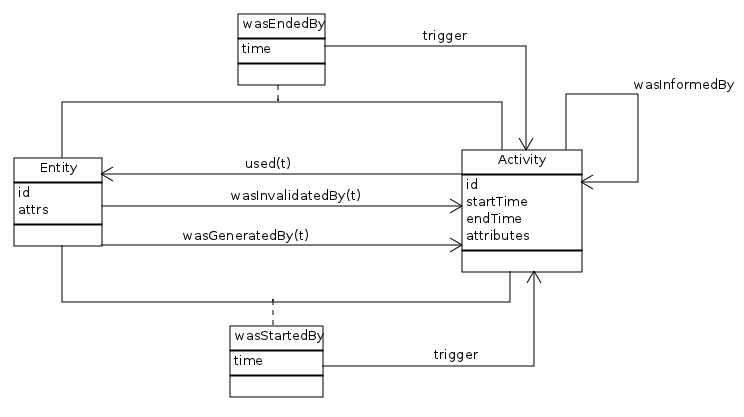 wasEndedBy
time
trigger
wasInformedBy
Entity
id
attrs
used(t)
wasInvalidatedBy(t)
wasGeneratedBy(t)
Activity
id
startTime
endTime
attributes
wasStartedBy
time
trigger